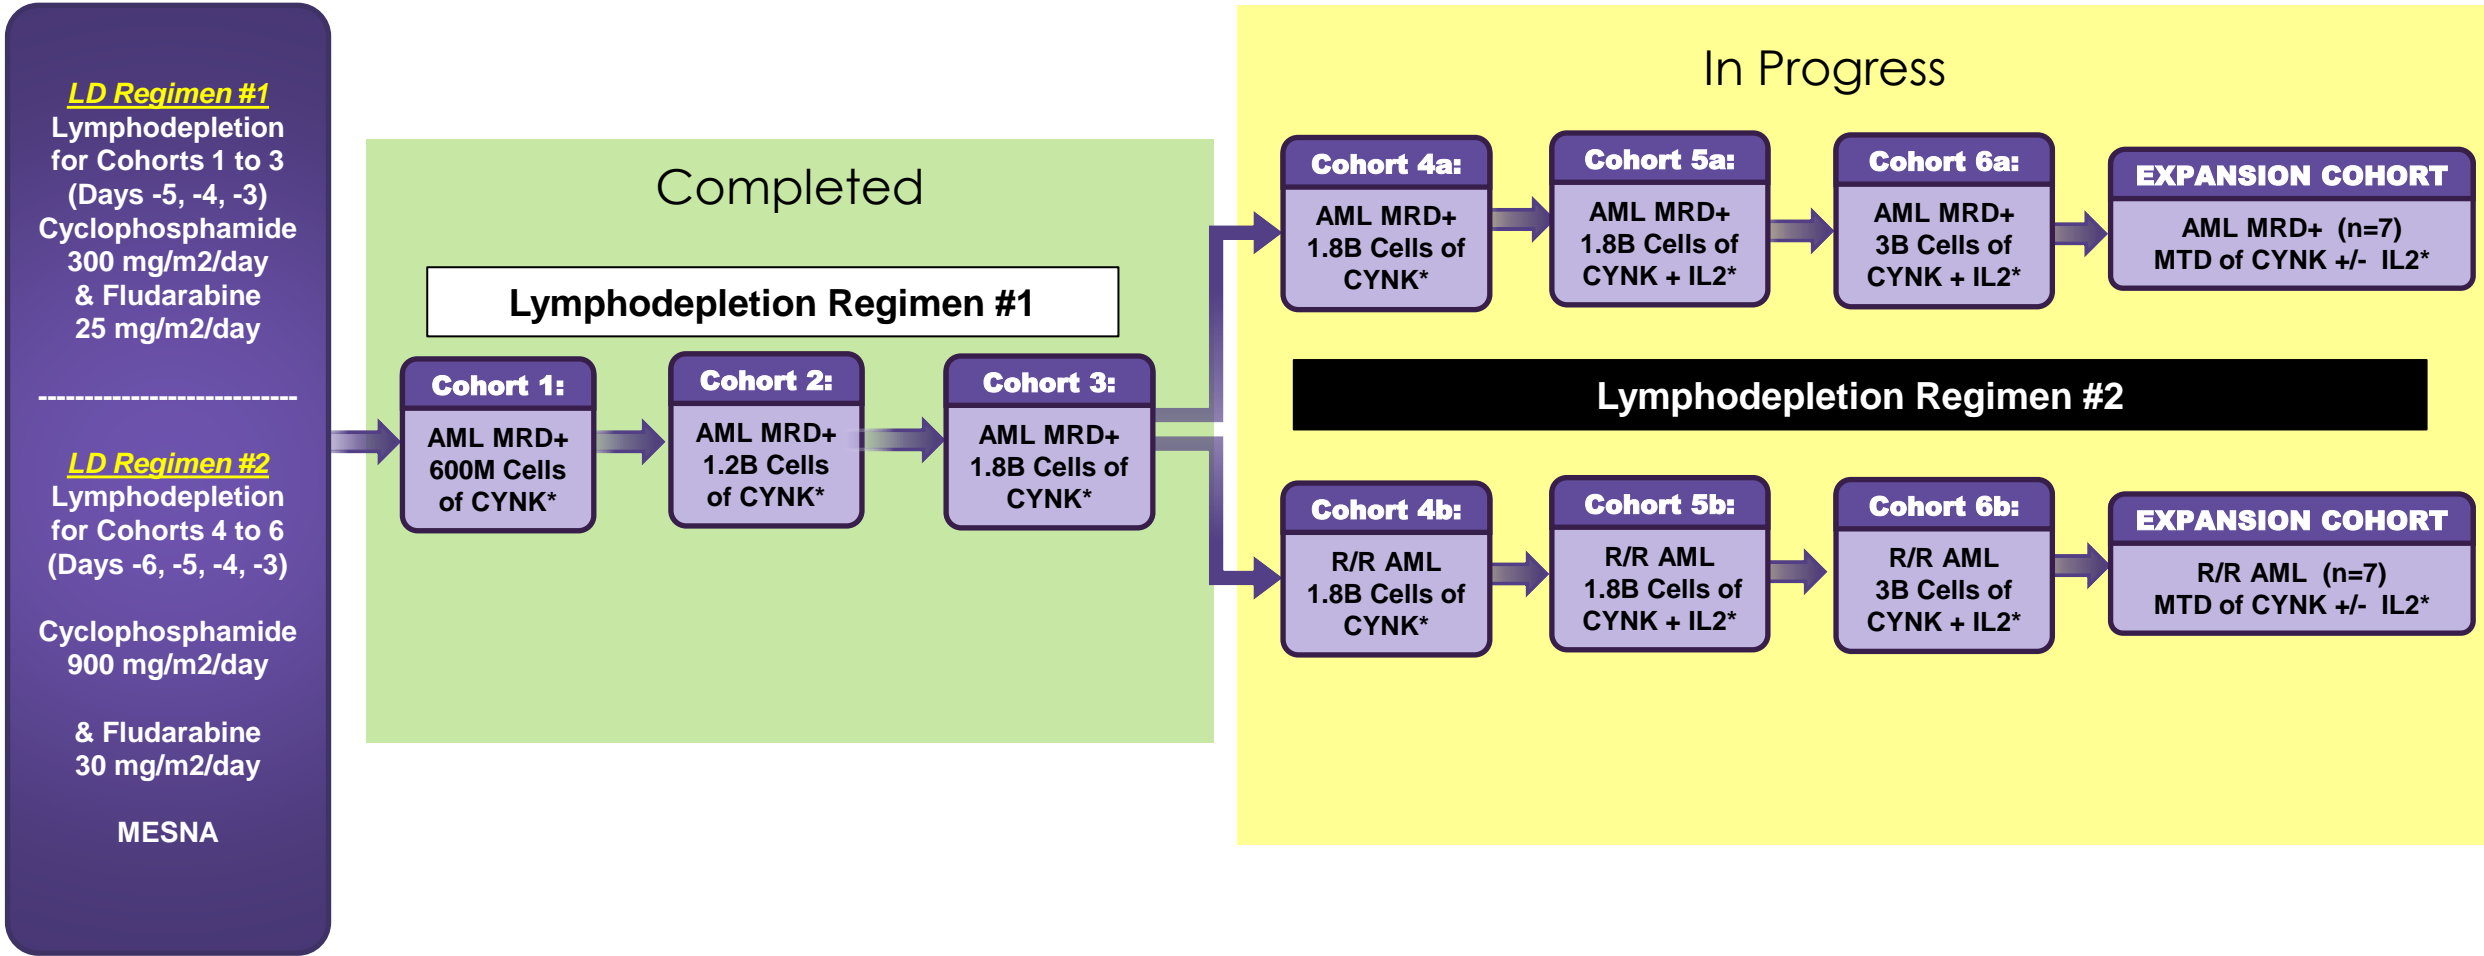 LD Regimen #1
Lymphodepletion
for Cohorts 1 to 3
(Days -5, -4, -3)
Cyclophosphamide
300 mg/m2/day
& Fludarabine
25 mg/m2/day
----------------------------
LD Regimen #2
Lymphodepletion
for Cohorts 4 to 6
(Days -6, -5, -4, -3)
Cyclophosphamide
900 mg/m2/day
& Fludarabine
30 mg/m2/day
MESNA
Completed
Lymphodepletion Regimen #1
Cohort 1:
AML MRD+
600M Cells
of CYNK*
Cohort 2:
AML MRD+
1.2B Cells
of CYNK*
Cohort 3:
AML MRD+
1.8B Cells of
CYNK*
In Progress
Cohort 4a:
AML MRD+
1.8B Cells of
CYNK*
Cohort 5a:
AML MRD+
1.8B Cells of
CYNK + IL2*
Cohort 6a:
AML MRD+
3B Cells of
CYNK + IL2*
EXPANSION COHORT
AML MRD+ (n=7)
MTD of CYNK +/- IL2*
Lymphodepletion Regimen #2
Cohort 4b:
R/R AML
1.8B Cells of
CYNK*
Cohort 5b:
R/R AML
1.8B Cells of
CYNK + IL2*
Cohort 6b:
R/R AML
3B Cells of
CYNK + IL2*
EXPANSION COHORT
R/R AML (n=7)
MTD of CYNK +/- IL2*